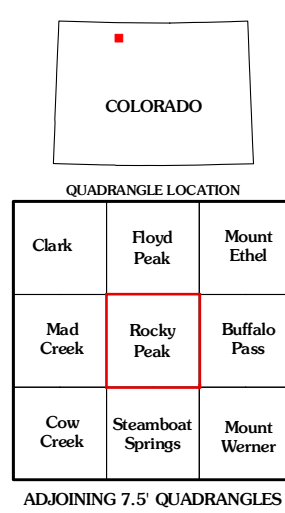 COLORADO
QUADRANGLE LOCATION
Clark
Floyd
Peak
Mount
Ethel
Mad
Creek
Rocky
Peak
Buffalo
Pass
Cow
Creek
Steamboat
Springs
Mount
Werner
ADJOINING 7.5' QUADRANGLES